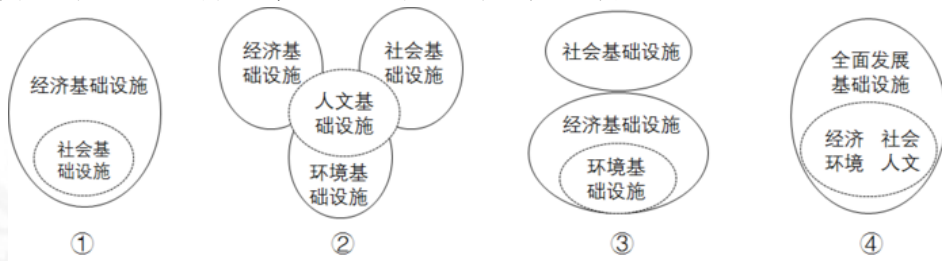 经济基础设施
社会基
础设施
①
经济基
础设施
社会基
础设施
人文基
础设施
环境基
础设施
②
社会基础设施
经济基础设施
环境基
础设施
③
全面发展
基础设施
经济 社会
环境 人文
④